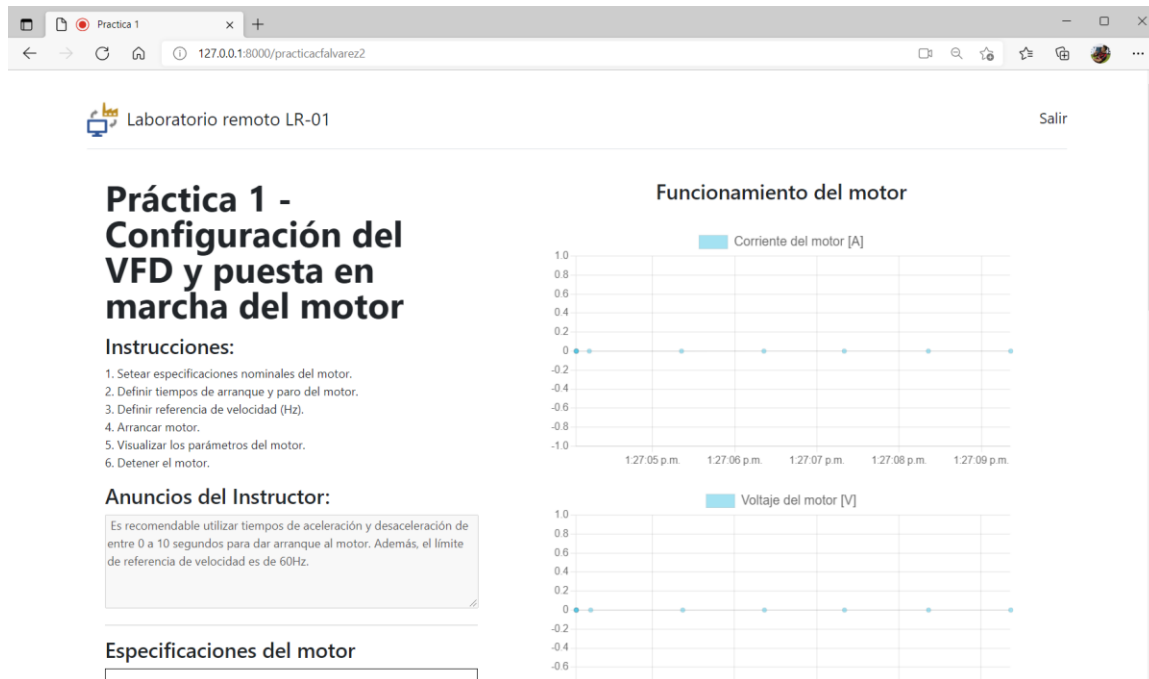 Practica 1
127.0.0.1:8000/practicacfalvarez2
Laboratorio remoto LR-01
Salir
Práctica 1 -
Configuración del
VFD y puesta en
marcha del motor
Instrucciones:
1. Setear especificaciones nominales del motor.
2. Definir tiempos de arranque y paro del motor.
3. Definir referencia de velocidad (Hz).
4. Arrancar motor.
5. Visualizar los parámetros del motor.
6. Detener el motor.
Anuncios del Instructor:
Es recomendable utilizar tiempos de aceleración y desaceleración de
entre 0 a 10 segundos para dar arranque al motor. Además, el límite
de referencia de velocidad es de 60Hz.
Especificaciones del motor
Funcionamiento del motor
Corriente del motor [A]
1.0
0.8
0.6
0.4
0.2
0
-0.2
-0.4
-0.6
-0.8
-1.0
1:27:05 p.m. 1:27:06 p.m. 1:27:07 p.m. 1:27:08 p.m. 1:27:09 p.m.
Voltaje del motor [V]
1.0
0.8
0.6
0.4
0.2
0
-0.2
-0.4
-0.6